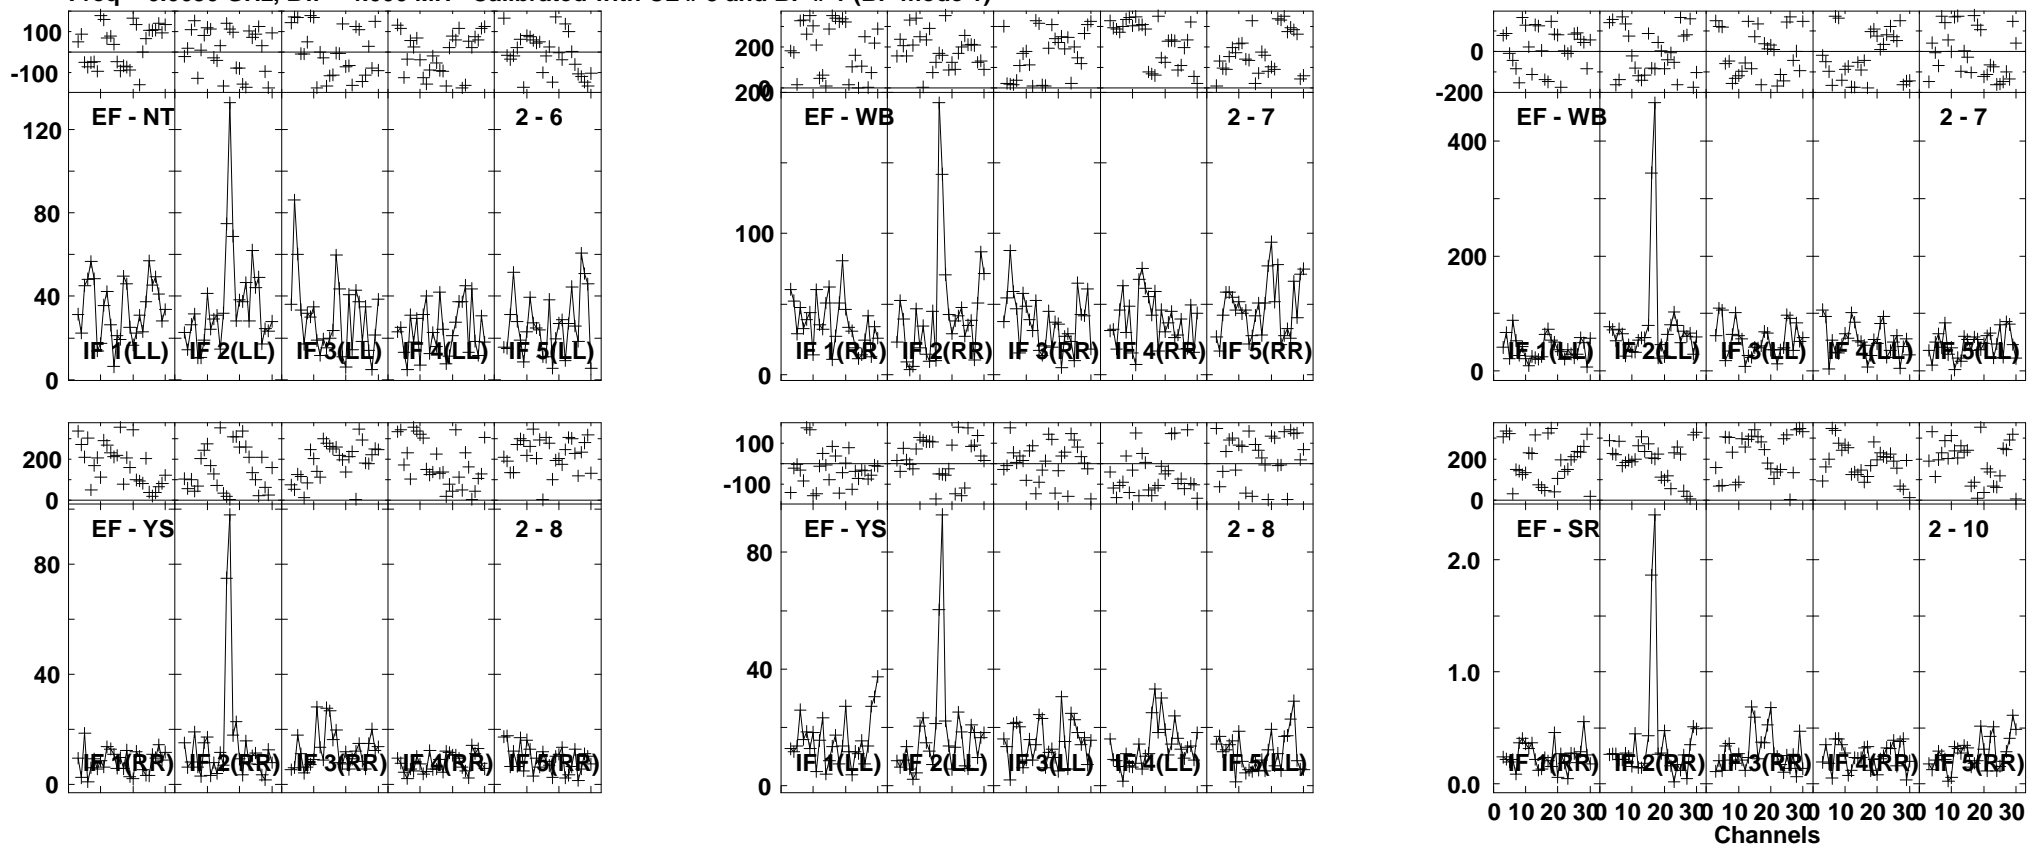 100
-100
EF - NT
2 - 6
120
80
40
0
IF 1(LL) IF 2(LL) IF 3(LL) IF 4(LL) IF 5(LL)
200
0
200
EF - WB
2 - 7
100
0
IF 1(RR) IF 2(RR) IF 3(RR) IF 4(RR) IF 5(RR)
0
-200
EF - WB
2 - 7
400
200
0
IF 1(LL) IF 2(LL) IF 3(LL) IF 4(LL) IF 5(LL)
200
0
EF - YS
2 - 8
80
40
0
IF 1(RR) IF 2(RR) IF 3(RR) IF 4(RR) IF 5(RR)
100
-100
EF - YS
2 - 8
80
40
0
IF 1(LL) IF 2(LL) IF 3(LL) IF 4(LL) IF 5(LL)
200
0
EF - SR
2 - 10
2.0
1.0
0.0
IF 1(RR) IF 2(RR) IF 3(RR) IF 4(RR) IF 5(RR)
0 10 20 30 0 10 20 30 0 10 20 30 0 10 20 30 0 10 20 30
Channels